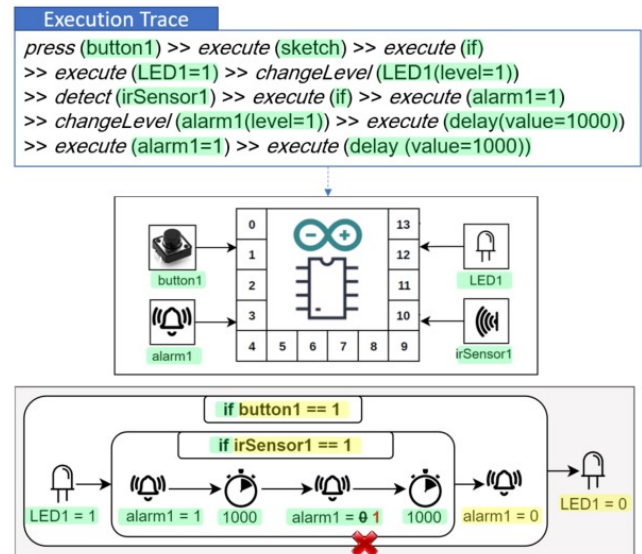 Execution Trace
press (button1) >> execute (sketch) >> execute (if)
>> execute (LED1=1) >> changeLevel (LED1(level=1))
>> detect (irSensor1) >> execute (if) >> execute (alarm1=1)
>> changeLevel (alarm1(level=1)) >> execute (delay(value=1000))
>> execute (alarm1=1) >> execute (delay (value=1000))
0 13
1 12
button1 LED1
2 11
3 10
alarm1 4 5 6 7 8 9 irSensor1
if button1 == 1
if irSensor1 == 1
LED1 = 1 alarm1 = 1 1000 alarm1 = 0 1 1000 alarm1 = 0 LED1 = 0